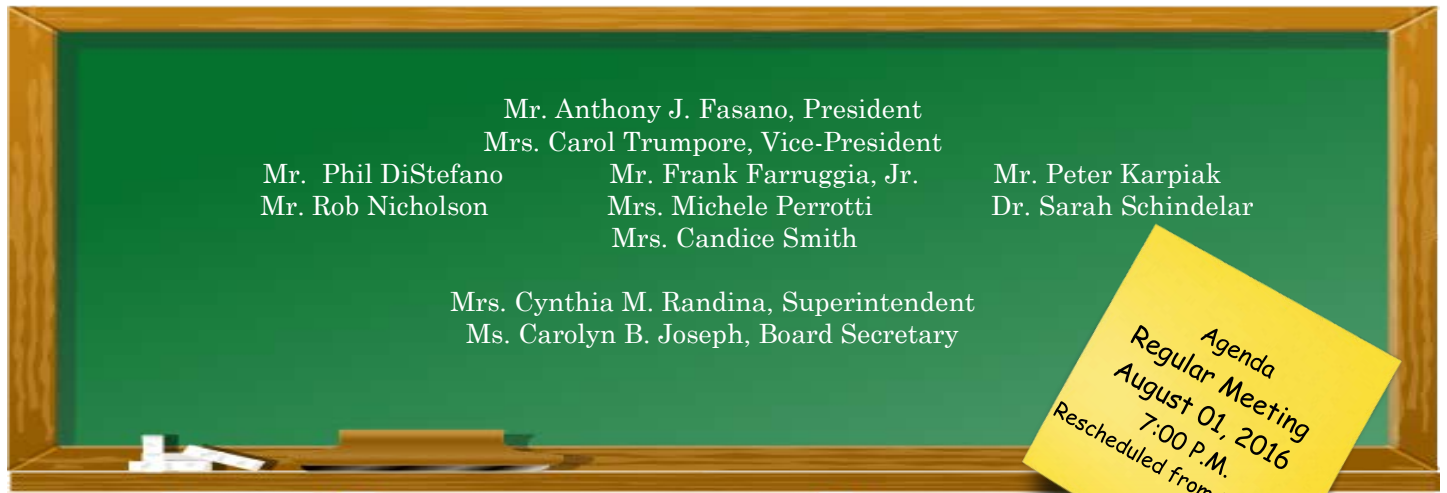 Mr. Anthony J. Fasano, President
Mrs. Carol Trumpore, Vice-President
Mr. Phil DiStefano Mr. Frank Farruggia, Jr. Mr. Peter Karpiak
Mr. Rob Nicholson Mrs. Michele Perrotti Dr. Sarah Schindelar
Mrs. Candice Smith
Mrs. Cynthia M. Randina, Superintendent
Ms. Carolyn B. Joseph, Board Secretary
Agenda
Regular Meeting
August 01, 2016
7:00 P.M.
Rescheduled from